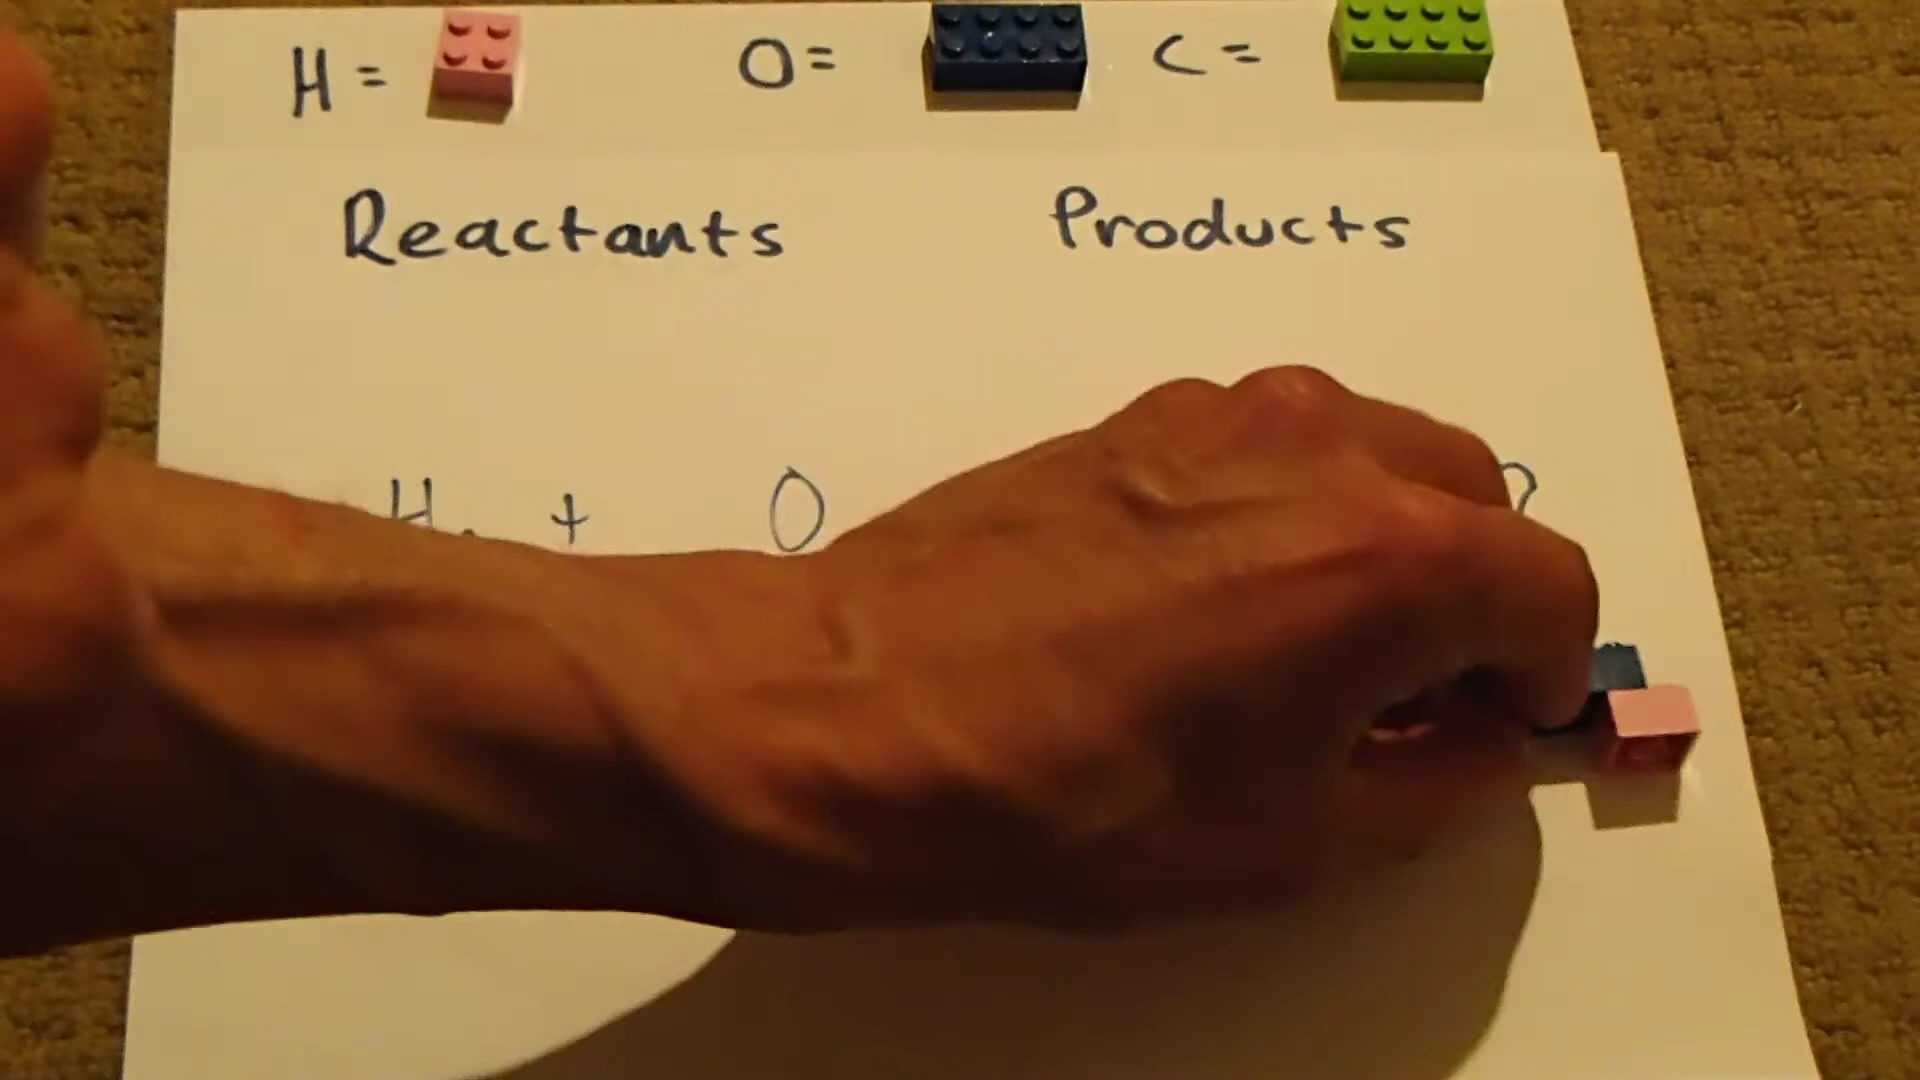 H = O = C =
Reactants Products
H + O